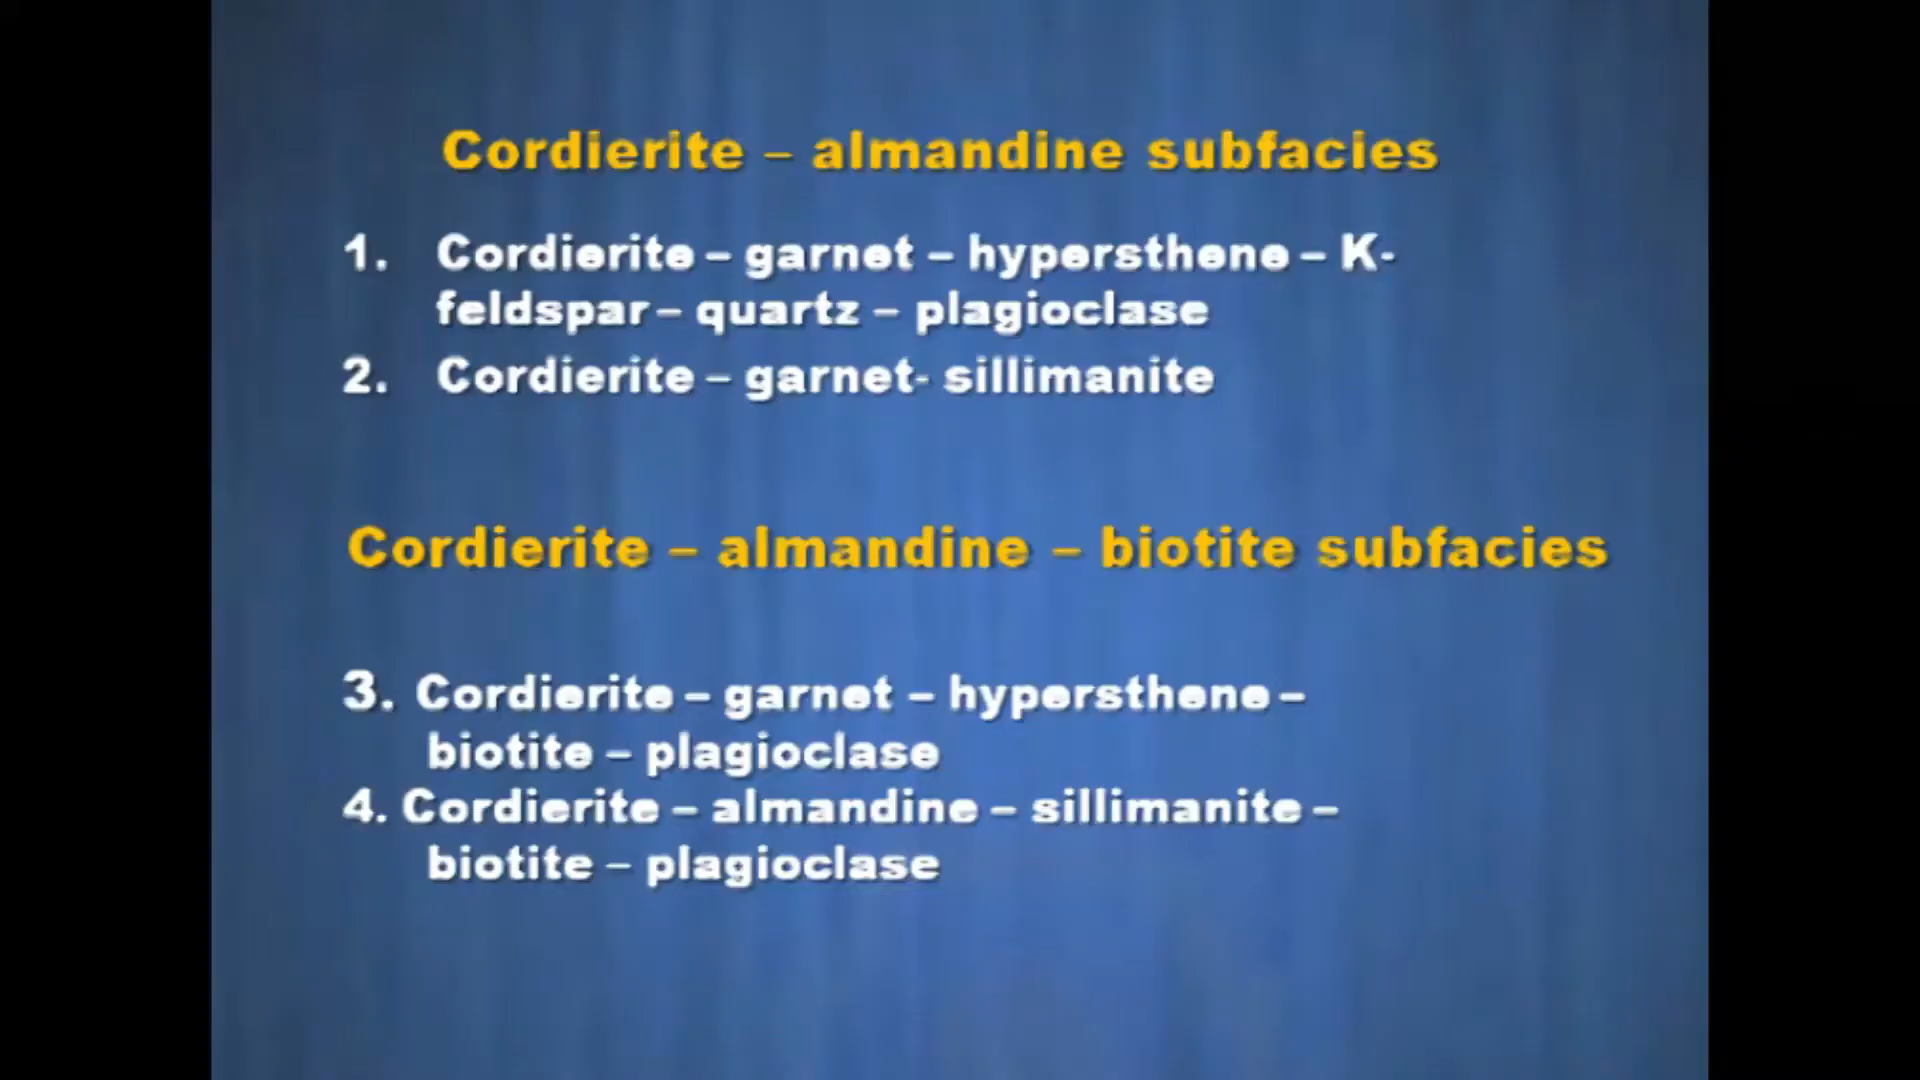 Cordierite – almandine subfacies
1. Cordierite – garnet – hypersthene – K-
feldspar – quartz – plagioclase
2. Cordierite – garnet- sillimanite
Cordierite – almandine – biotite subfacies
3. Cordierite – garnet – hypersthene –
biotite – plagioclase
4. Cordierite – almandine – sillimanite –
biotite – plagioclase